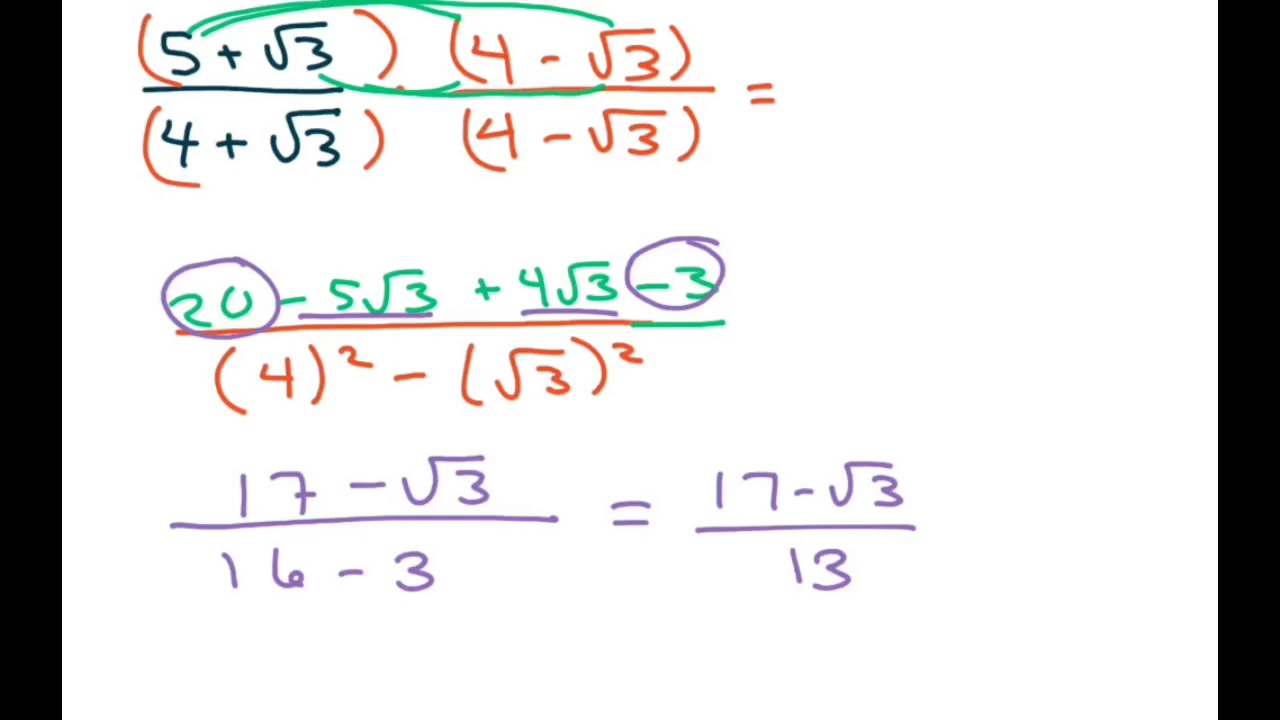 (5 + √3) (4 - √3) =
(4 + √3) (4 - √3)
20 - 5√3 + 4√3 - 3
(4)² - (√3)²
17 - √3 = 17 - √3
16 - 3 13